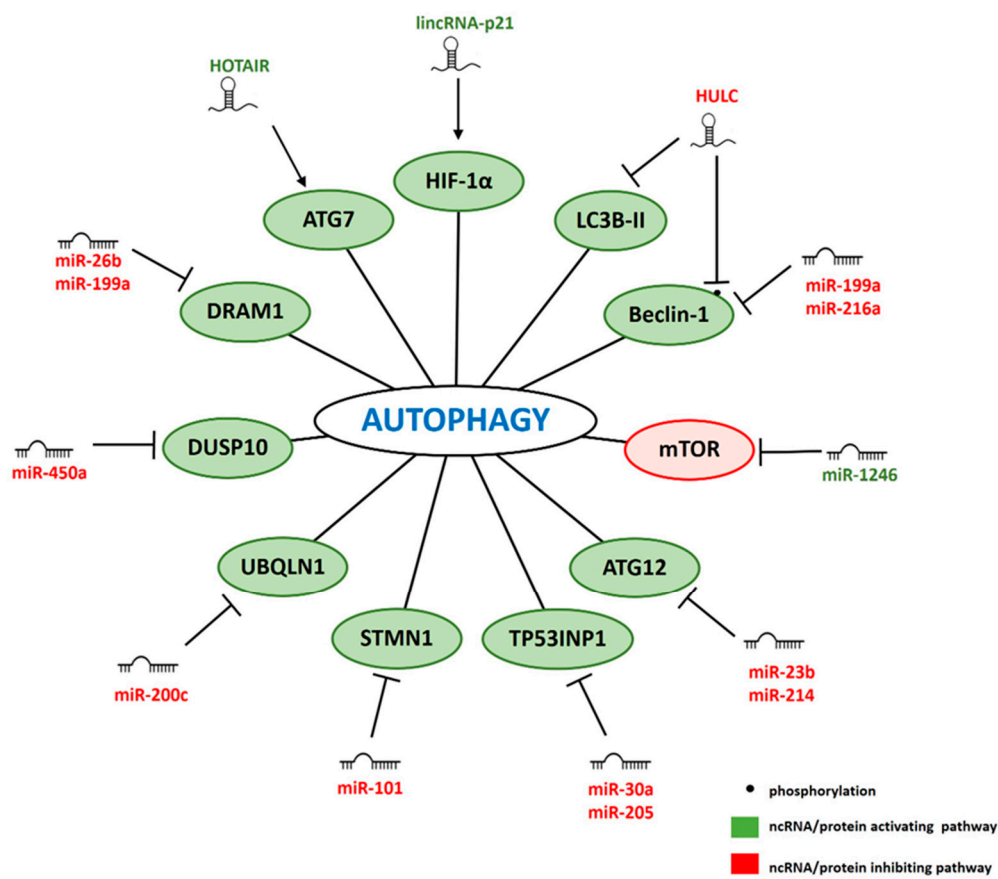 lincRNA-p21
HOTAIR
HULC
HIF-1α
ATG7
LC3B-II
miR-26b
miR-199a
DRAM1
Beclin-1
miR-199a
miR-216a
AUTOPHAGY
DUSP10
mTOR
miR-450a
miR-1246
UBQLN1
ATG12
STMN1
TP53INP1
miR-200c
miR-23b
miR-214
miR-101
miR-30a
miR-205
phosphorylation
ncRNA/protein activating pathway
ncRNA/protein inhibiting pathway